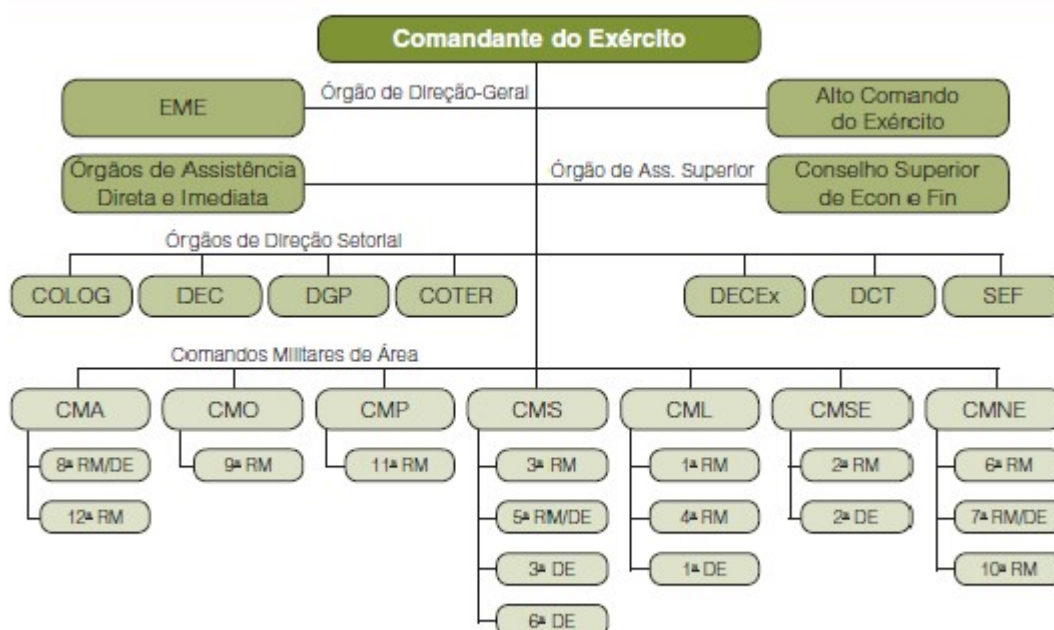 Comandante do Exército
Órgão de Direção-Geral
EME
Alto Comando
do Exército
Órgãos de Assistência
Direta e Imediata
Órgão de Ass. Superior
Conselho Superior
de Econ e Fin
Órgãos de Direção Setorial
COLOG
DEC
DGP
COTER
DECEx
DCT
SEF
Comandos Militares de Área
CMA
CMO
CMP
CMS
CML
CMSE
CMNE
8ª RM/DE
9ª RM
11ª RM
3ª RM
1ª RM
2ª RM
6ª RM
12ª RM
5ª RM/DE
4ª RM
2ª DE
7ª RM/DE
3ª DE
1ª DE
10ª RM
6ª DE